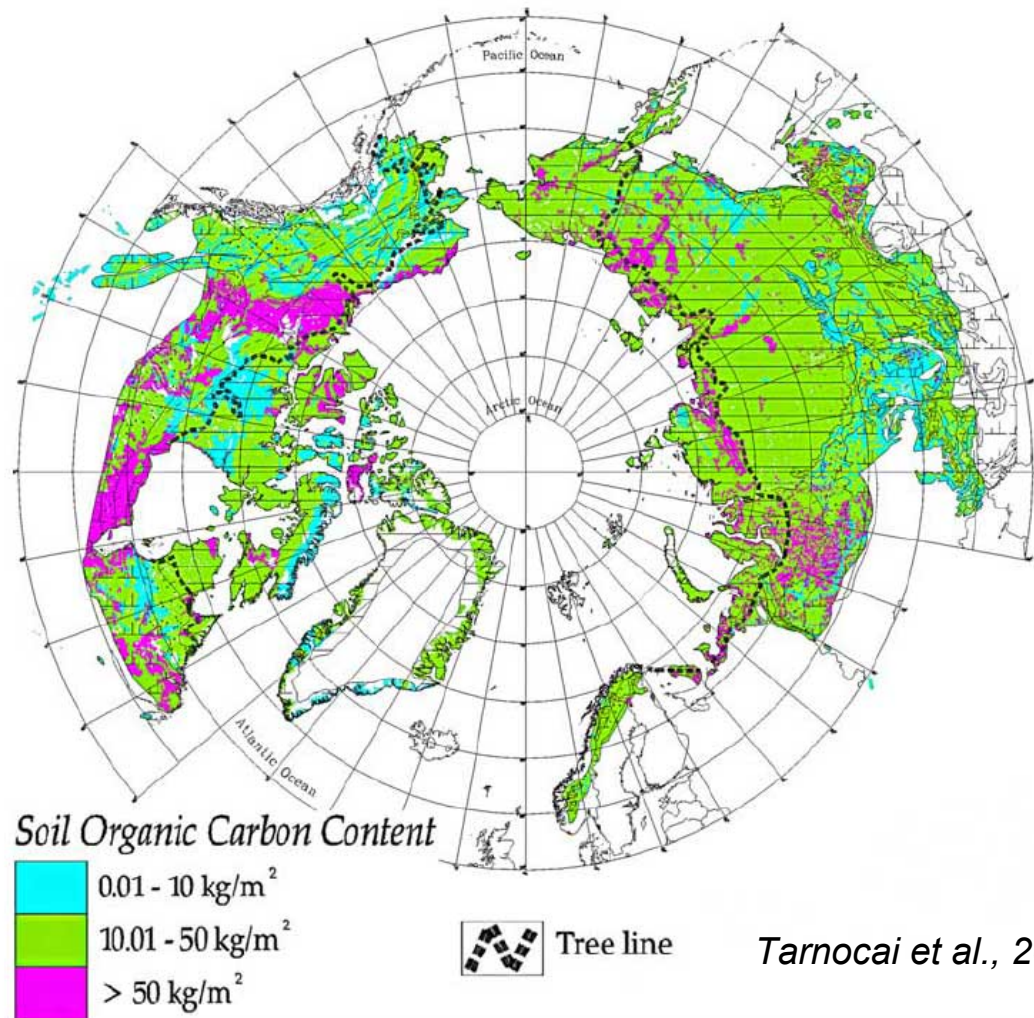 Pacific Ocean
Arctic Ocean
Atlantic Ocean
Soil Organic Carbon Content
0.01 - 10 kg/m²
10.01 - 50 kg/m²
> 50 kg/m²
Tree line
Tarnocai et al., 2